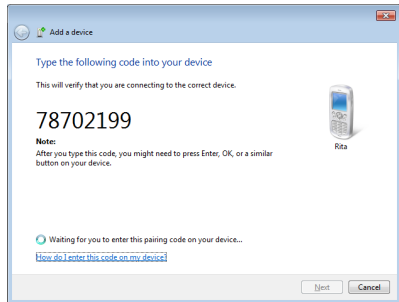 Add a device
Type the following code into your device
This will verify that you are connecting to the correct device.
78702199
Note:
After you type this code, you might need to press Enter, OK, or a similar
button on your device.
Rita
Waiting for you to enter this pairing code on your device...
How do I enter this code on my device?
Next Cancel